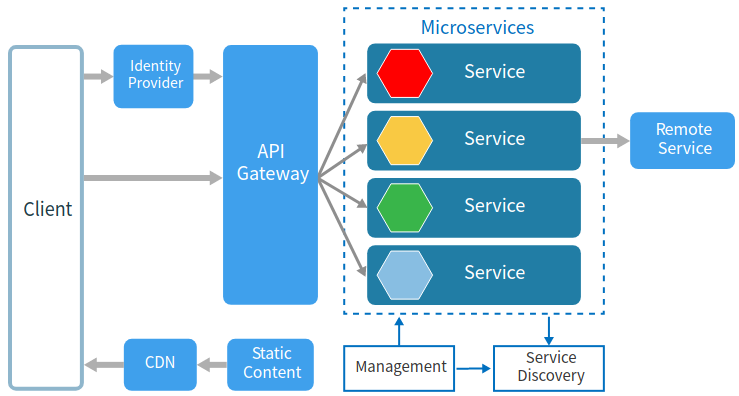 Microservices
Identity
Provider
Service
API
Gateway
Service
Remote
Service
Client
Service
Service
CDN
Static
Content
Management
Service
Discovery